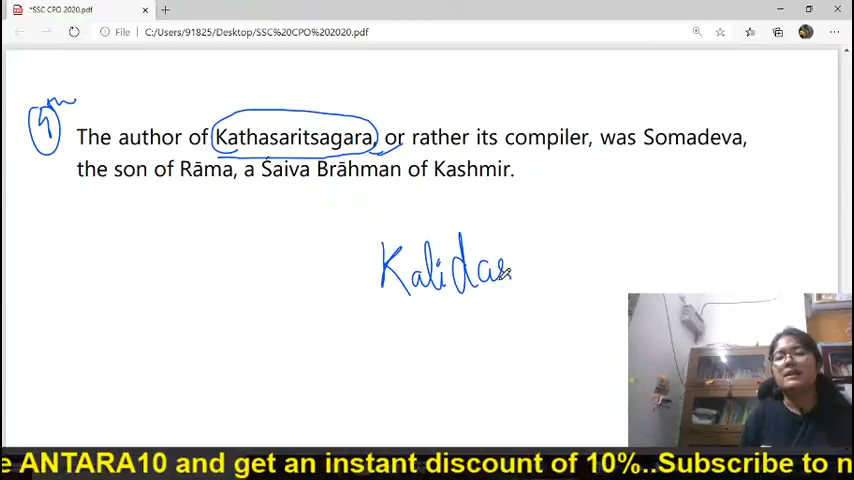 *SSC CPO 2020.pdf
File
C:/Users/91825/Desktop/SSC%20CPO%202020.pdf
The author of Kathasaritsagara, or rather its compiler, was Somadeva,
the son of Rāma, a Śaiva Brāhman of Kashmir.
Kalidas
e ANTARA10 and get an instant discount of 10%..Subscribe to n